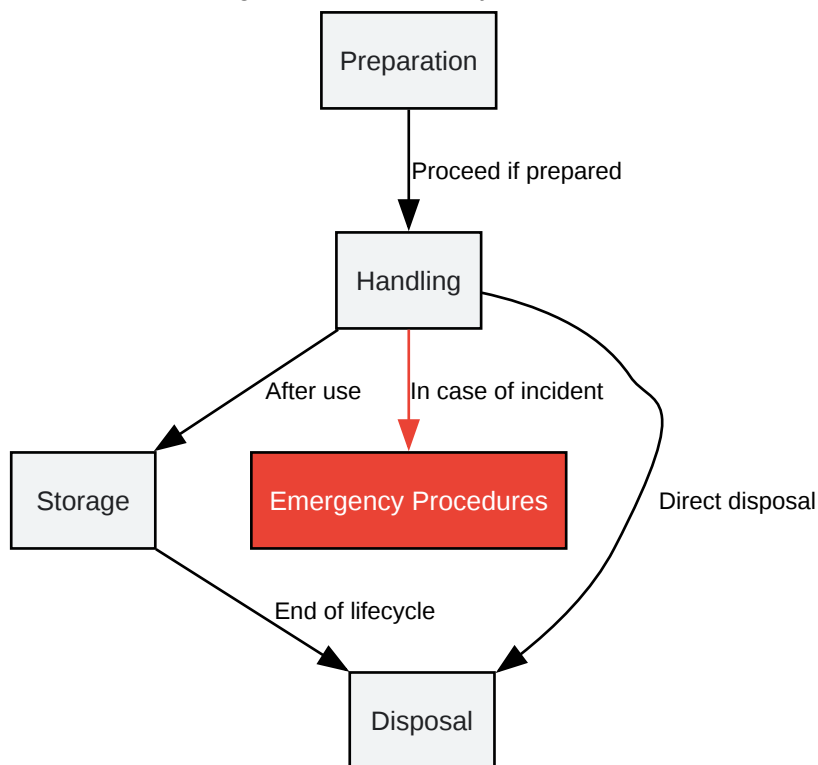 Preparation
Proceed if prepared
Handling
After use
In case of incident
Storage
Emergency Procedures
Direct disposal
End of lifecycle
Disposal